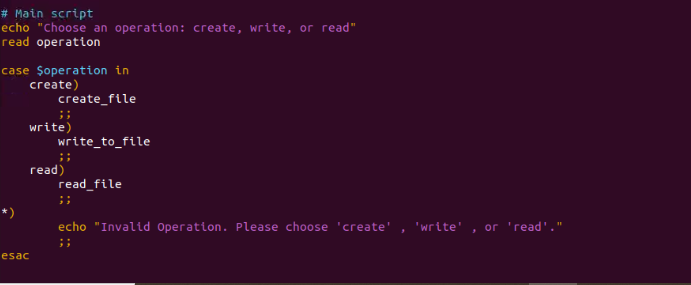 # Main script
echo "Choose an operation: create, write, or read"
read operation
case $operation in
    create)
        create_file
        ;;
    write)
        write_to_file
        ;;
    read)
        read_file
        ;;
*)
        echo "Invalid Operation. Please choose 'create' , 'write' , or 'read'."
        ;;
esac